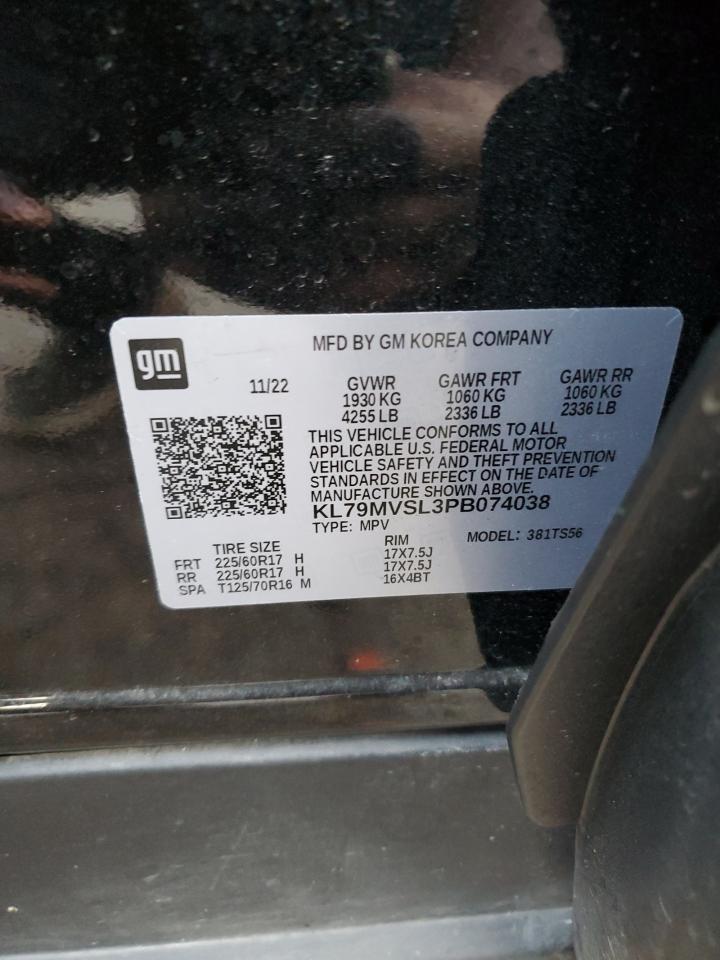 gm
MFD BY GM KOREA COMPANY
11/22
GVWR GAWR FRT GAWR RR
1930 KG 1060 KG 1060 KG
4255 LB 2336 LB 2336 LB
THIS VEHICLE CONFORMS TO ALL
APPLICABLE U.S. FEDERAL MOTOR
VEHICLE SAFETY AND THEFT PREVENTION
STANDARDS IN EFFECT ON THE DATE OF
MANUFACTURE SHOWN ABOVE.
KL79MVSL3PB074038
TYPE: MPV MODEL: 381TS56
TIRE SIZE RIM
FRT 225/60R17 H 17X7.5J
RR 225/60R17 H 17X7.5J
SPA T125/70R16 M 16X4BT